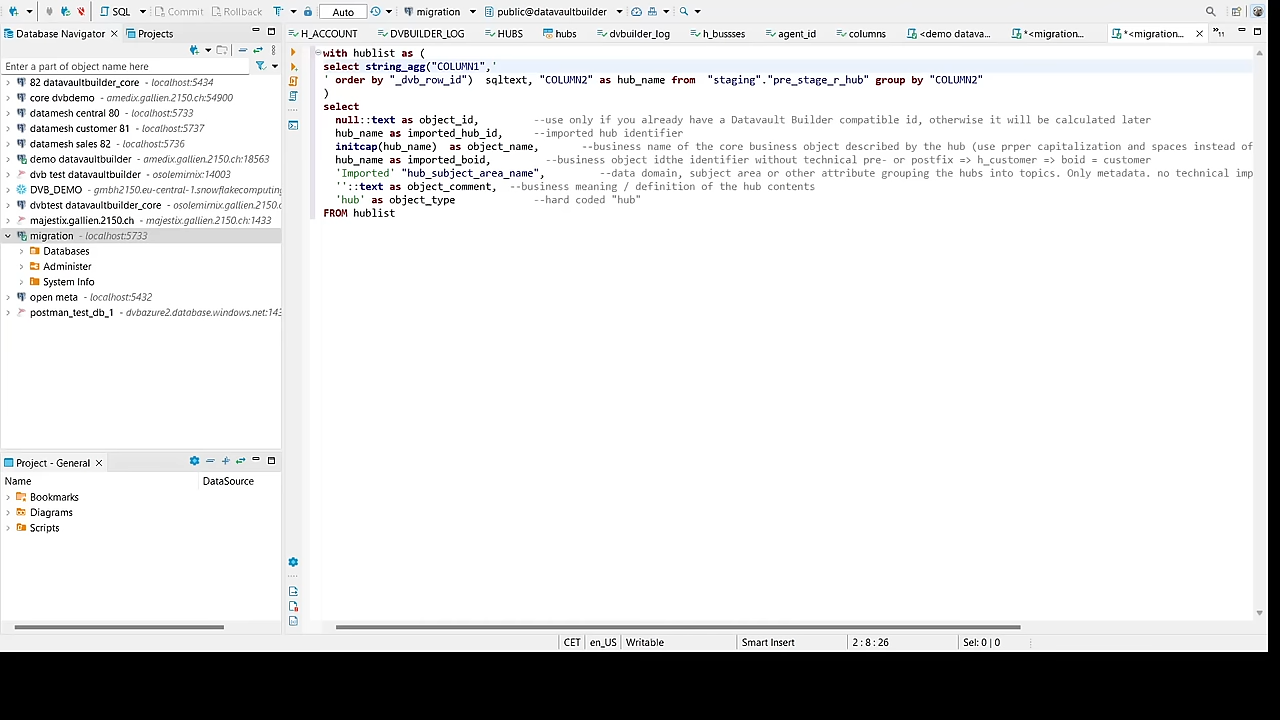 SQL Commit Rollback T Auto migration public@datavaultbuilder
Database Navigator Projects
H_ACCOUNT DVBUILDER_LOG HUBS hubs dvbuilder_log h_bussses agent_id columns <demo datava... *<migration... *<migration... »11
Enter a part of object name here
82 datavaultbuilder_core - localhost:5434
core dvbdemo - amedix.gallien.2150.ch:54900
datamesh central 80 - localhost:5733
datamesh customer 81 - localhost:5737
datamesh sales 82 - localhost:5736
demo datavaultbuilder - amedix.gallien.2150.ch:18563
dvb test datavaultbuilder - osolemirnix:14003
DVB_DEMO - gmbh2150.eu-central-1.snowflakecomputing
dvbtest datavaultbuilder_core - osolemirnix.gallien.2
majestix.gallien.2150.ch - majestix.gallien.2150.ch:1433
migration - localhost:5733
Databases
Administer
System Info
open meta - localhost:5432
postman_test_db_1 - dvbazure2.database.windows.net:143
with hublist as (
select string_agg("COLUMN1",'
' order by "_dvb_row_id") sqltext, "COLUMN2" as hub_name from "staging"."pre_stage_r_hub" group by "COLUMN2"
)
select
null::text as object_id, --use only if you already have a Datavault Builder compatible id, otherwise it will be calculated later
hub_name as imported_hub_id, --imported hub identifier
initcap(hub_name) as object_name, --business name of the core business object described by the hub (use prper capitalization and spaces instead of
hub_name as imported_boid, --business object idthe identifier without technical pre- or postfix => h_customer => boid = customer
'Imported' "hub_subject_area_name", --data domain, subject area or other attribute grouping the hubs into topics. Only metadata. no technical imp
''::text as object_comment, --business meaning / definition of the hub contents
'hub' as object_type --hard coded "hub"
FROM hublist
Project - General
Name DataSource
Bookmarks
Diagrams
Scripts
CET en_US Writable Smart Insert 2 : 8 : 26 Sel: 0 | 0